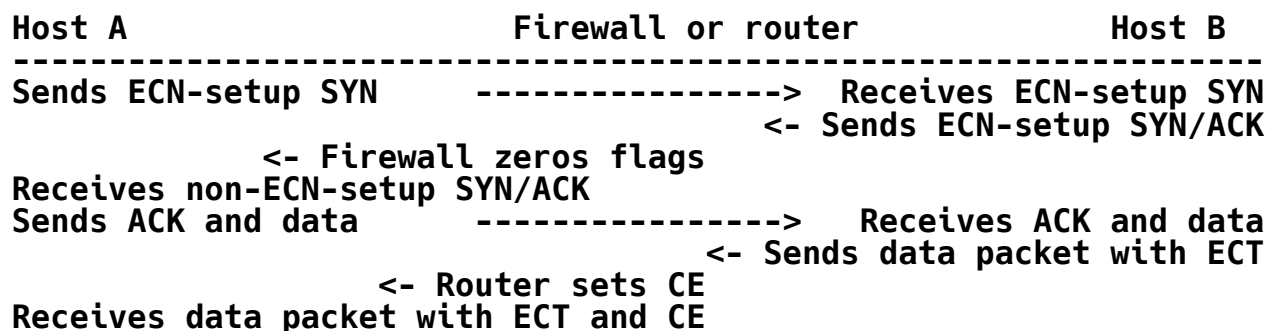 Host A                    Firewall or router             Host B
-----------------------------------------------------------------
Sends ECN-setup SYN     ----------------> Receives ECN-setup SYN
                                       <- Sends ECN-setup SYN/ACK
             <- Firewall zeros flags
Receives non-ECN-setup SYN/ACK
Sends ACK and data      ---------------->  Receives ACK and data
                                    <- Sends data packet with ECT
                   <- Router sets CE
Receives data packet with ECT and CE